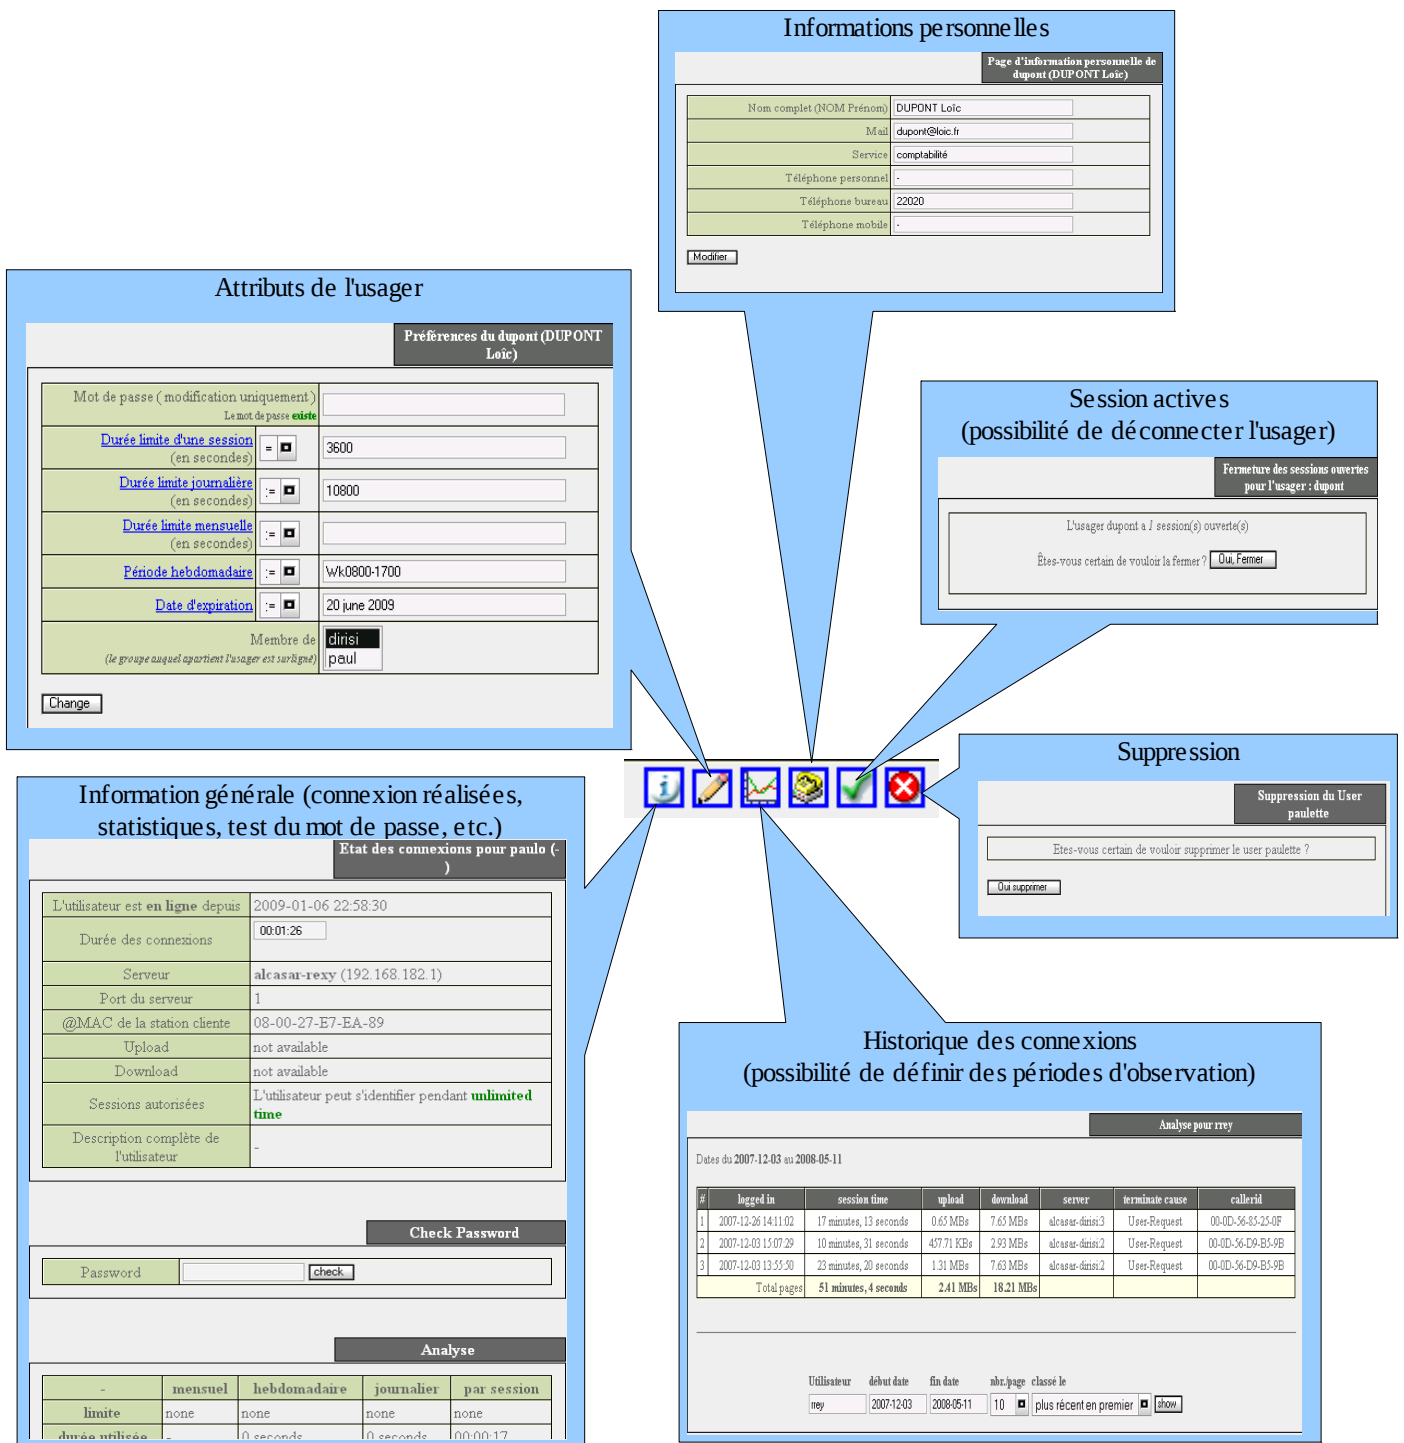 Informations personnelles
Page d'information personnelle de
dupont (DUPONT Loïc)
Nom complet (NOM Prénom) DUPONT Loïc
Mail dupont@loic.fr
Service comptabilité
Téléphone personnel -
Téléphone bureau 22020
Téléphone mobile -
Modifier
Attributs de l'usager
Préférences du dupont (DUPONT
Loïc)
Mot de passe ( modification uniquement)
Le mot de passe existe
Durée limite d'une session
(en secondes) = 3600
Durée limite journalière
(en secondes) := 10800
Durée limite mensuelle
(en secondes) :=
Période hebdomadaire := Wk0800-1700
Date d'expiration := 20 june 2009
Membre de
(le groupe auquel apartient l'usager est surligné)
dirisi
paul
Change
Session actives
(possibilité de déconnecter l'usager)
Fermeture des sessions ouvertes
pour l'usager : dupont
L'usager dupont a 1 session(s) ouverte(s)
Êtes-vous certain de vouloir la fermer ? Oui, Fermer
Suppression
Suppression du User
paulette
Etes-vous certain de vouloir supprimer le user paulette ?
Oui supprimer
Information générale (connexion réalisées,
statistiques, test du mot de passe, etc.)
Etat des connexions pour paulo (-
)
L'utilisateur est en ligne depuis 2009-01-06 22:58:30
Durée des connexions 00:01:26
Serveur alcasar-rexy (192.168.182.1)
Port du serveur 1
@MAC de la station cliente 08-00-27-E7-EA-89
Upload not available
Download not available
Sessions autorisées L'utilisateur peut s'identifier pendant unlimited
time
Description complète de
l'utilisateur -
Check Password
Password check
Analyse
- mensuel hebdomadaire journalier par session
limite none none none none
durée utilisée - 0 seconds 0 seconds 00:00:17
Historique des connexions
(possibilité de définir des périodes d'observation)
Analyse pour rrey
Dates du 2007-12-03 au 2008-05-11
# logged in session time upload download server terminate cause callerid
1 2007-12-26 14:11:02 17 minutes, 13 seconds 0.65 MBs 7.65 MBs alcasar-dirisi:3 User-Request 00-0D-56-85-25-0F
2 2007-12-03 15:07:29 10 minutes, 31 seconds 457.71 KBs 2.93 MBs alcasar-dirisi:2 User-Request 00-0D-56-D9-B5-9B
3 2007-12-03 13:55:50 23 minutes, 20 seconds 1.31 MBs 7.63 MBs alcasar-dirisi:2 User-Request 00-0D-56-D9-B5-9B
Total pages 51 minutes, 4 seconds 2.41 MBs 18.21 MBs
Utilisateur début date fin date nbr./page classé le
rrey 2007-12-03 2008-05-11 10 plus récent en premier show